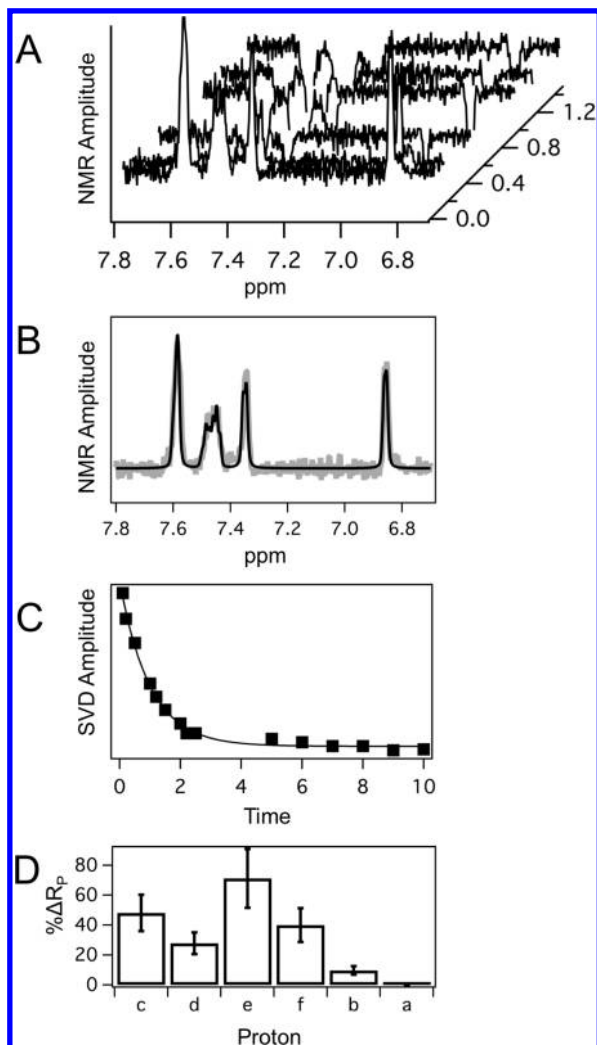 A
NMR Amplitude
1.2
0.8
0.4
0.0
7.8 7.6 7.4 7.2 7.0 6.8
ppm
B
NMR Amplitude
7.8 7.6 7.4 7.2 7.0 6.8
ppm
C
SVD Amplitude
0 2 4 6 8 10
Time
D
%ΔRP
80
60
40
20
0
c d e f b a
Proton